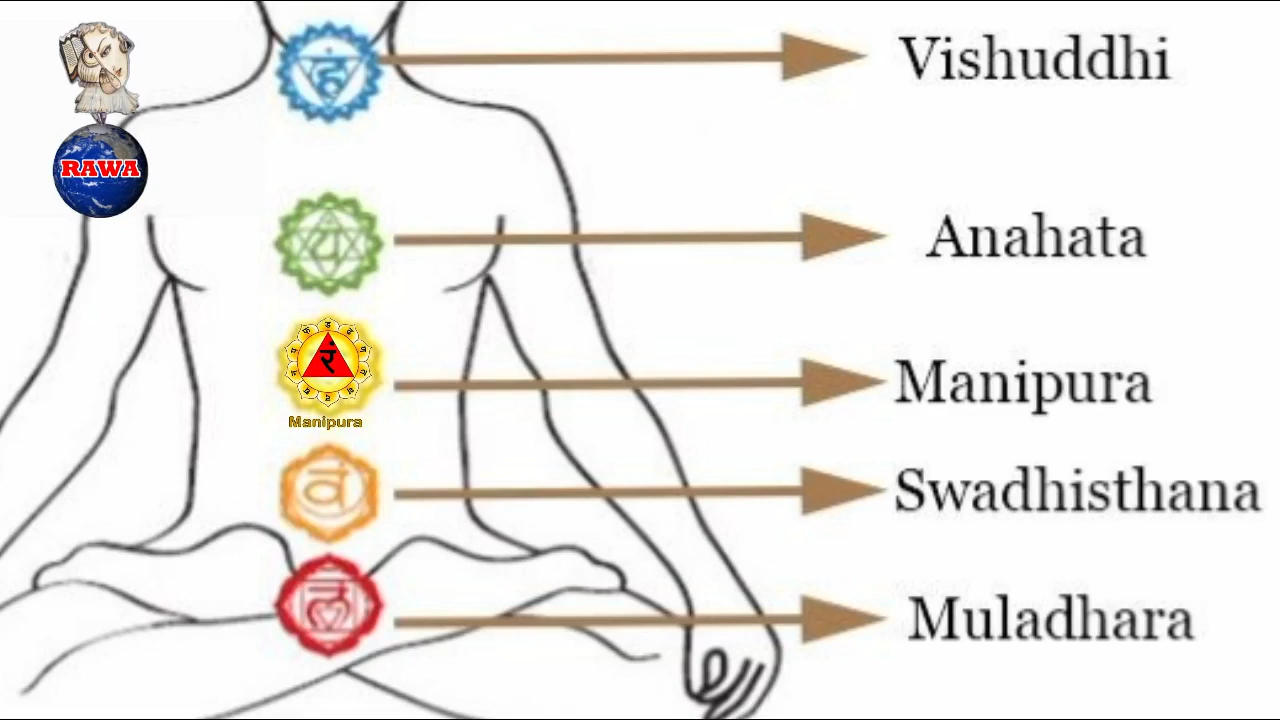 हं
Vishuddhi
RAWA
यं
Anahata
रं
Manipura
Manipura
वं
Swadhisthana
लं
Muladhara